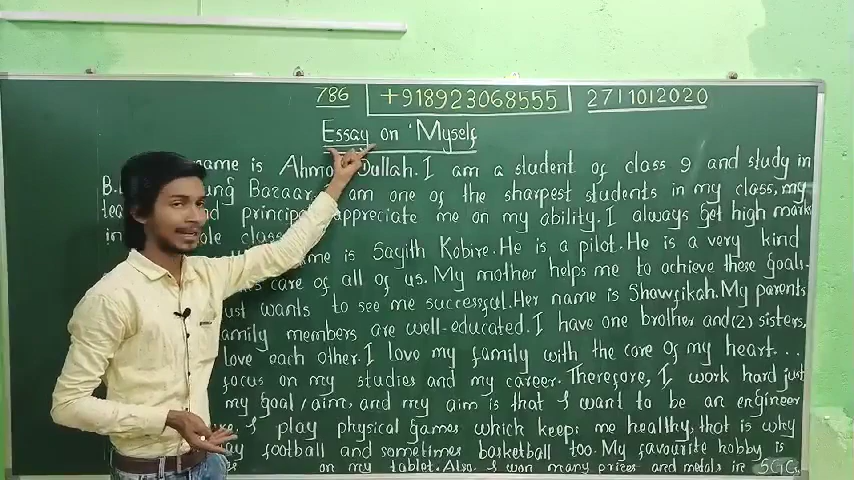 786 +918923068555 2711012020
Essay on 'Myself
name is Ahmo Dullah. I am a student of class 9 and study in
B. ung Bazaar am one of the sharpest students in my class, my
tea d principa appreciate me on my ability. I always get high mark
in ole clas
me is Sayith Kobire. He is a pilot. He is a very kind
s care of all of us. My mother helps me to achieve these goals.
ust wants to see me successful. Her name is Shawfikah. My parents
amily members are well-educated. I have one brother and (2) sisters,
love each other. I love my family with the core of my heart...
focus on my studies and my career. Therefore, I, work hard just
my goal/aim, and my aim is that I want to be an engineer
I play physical games which keeps me healthy, that is why
ay football and sometimes basketball too. My favourite hobby is
on my tablet. Also, I won many prizes and metals in SGC